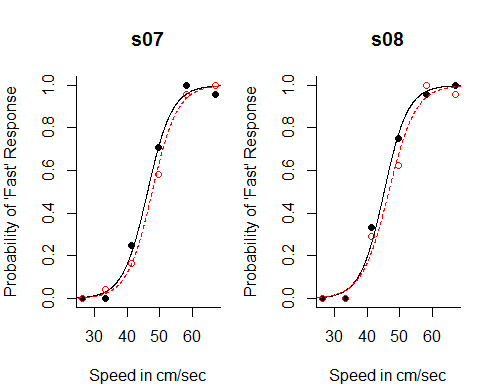 s07
Probability of 'Fast' Response
0.0 0.2 0.4 0.6 0.8 1.0
30 40 50 60
Speed in cm/sec
s08
Probability of 'Fast' Response
0.0 0.2 0.4 0.6 0.8 1.0
30 40 50 60
Speed in cm/sec